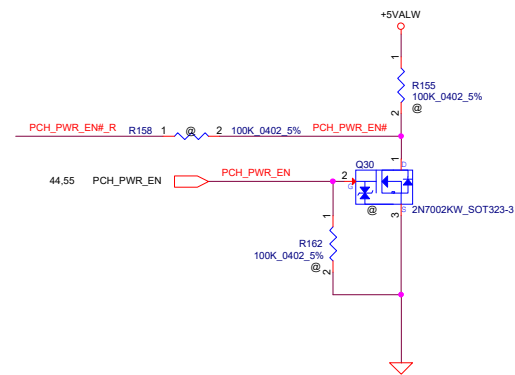 +5VALW
1
R155
100K_0402_5%
2
@
PCH_PWR_EN#_R
R158
1
@
2
100K_0402_5%
PCH_PWR_EN#
1
D
Q30
44,55
PCH_PWR_EN
PCH_PWR_EN
2
G
@
S
3
2N7002KW_SOT323-3
1
R162
100K_0402_5%
@
2